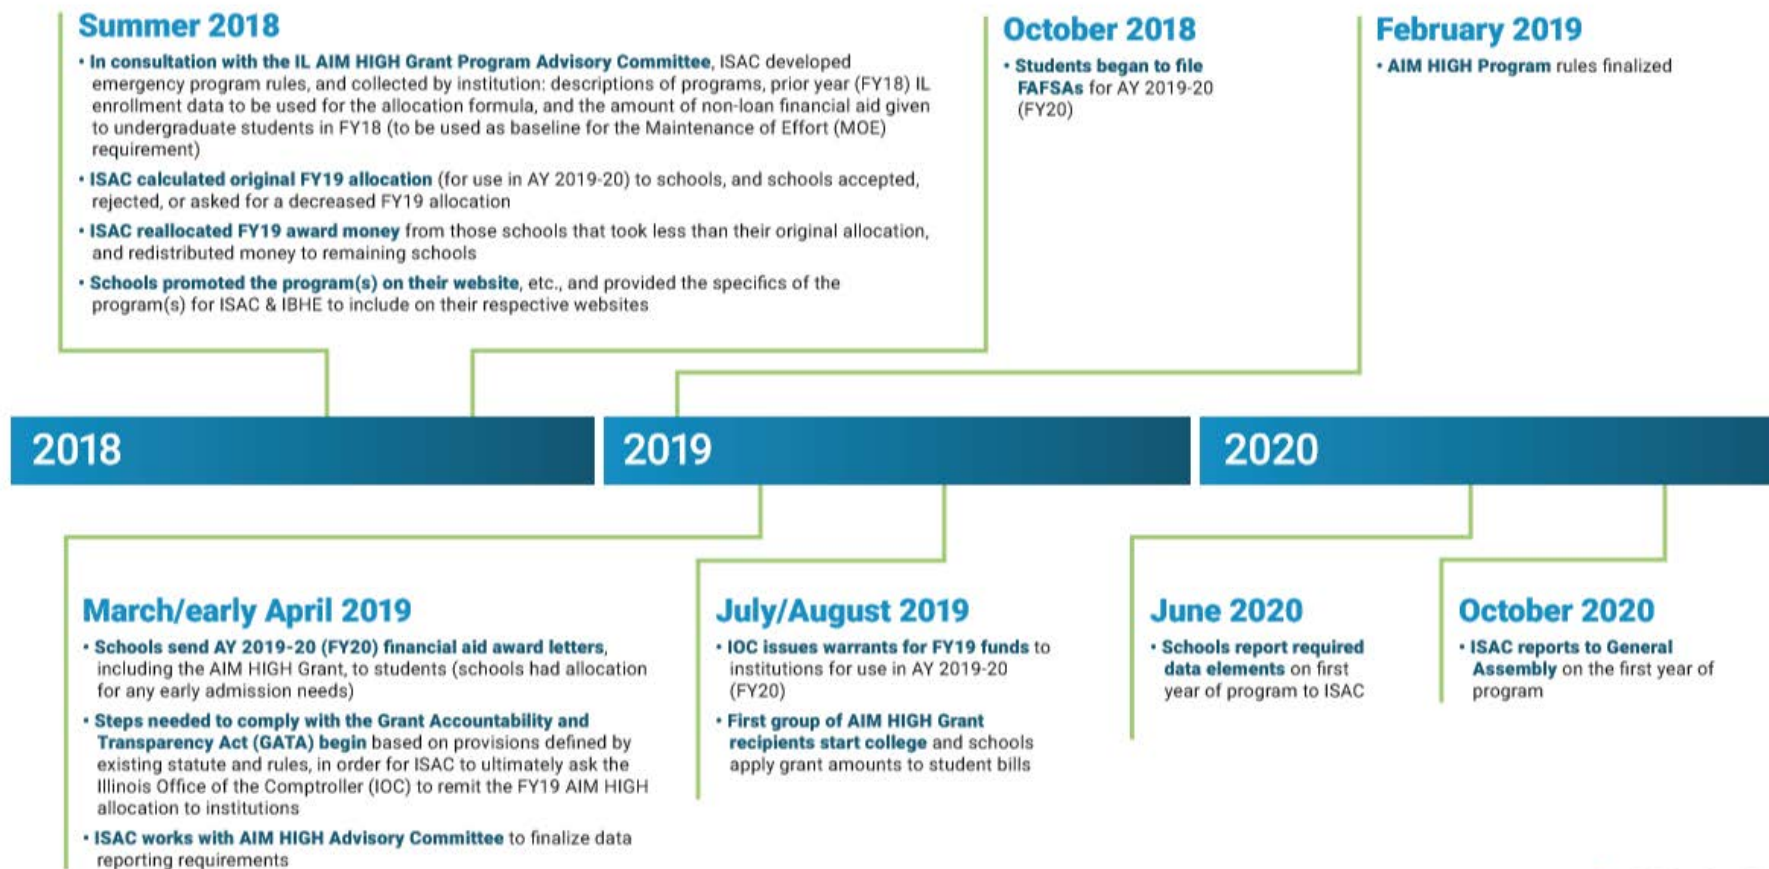 Summer 2018
• In consultation with the IL AIM HIGH Grant Program Advisory Committee, ISAC developed
emergency program rules, and collected by institution: descriptions of programs, prior year (FY18) IL
enrollment data to be used for the allocation formula, and the amount of non-loan financial aid given
to undergraduate students in FY18 (to be used as baseline for the Maintenance of Effort (MOE)
requirement)
• ISAC calculated original FY19 allocation (for use in AY 2019-20) to schools, and schools accepted,
rejected, or asked for a decreased FY19 allocation
• ISAC reallocated FY19 award money from those schools that took less than their original allocation,
and redistributed money to remaining schools
• Schools promoted the program(s) on their website, etc., and provided the specifics of the
program(s) for ISAC & IBHE to include on their respective websites
October 2018
• Students began to file
FAFSAs for AY 2019-20
(FY20)
February 2019
• AIM HIGH Program rules finalized
2018
2019
2020
March/early April 2019
• Schools send AY 2019-20 (FY20) financial aid award letters,
including the AIM HIGH Grant, to students (schools had allocation
for any early admission needs)
• Steps needed to comply with the Grant Accountability and
Transparency Act (GATA) begin based on provisions defined by
existing statute and rules, in order for ISAC to ultimately ask the
Illinois Office of the Comptroller (IOC) to remit the FY19 AIM HIGH
allocation to institutions
• ISAC works with AIM HIGH Advisory Committee to finalize data
reporting requirements
July/August 2019
• IOC issues warrants for FY19 funds to
institutions for use in AY 2019-20
(FY20)
• First group of AIM HIGH Grant
recipients start college and schools
apply grant amounts to student bills
June 2020
• Schools report required
data elements on first
year of program to ISAC
October 2020
• ISAC reports to General
Assembly on the first year of
program